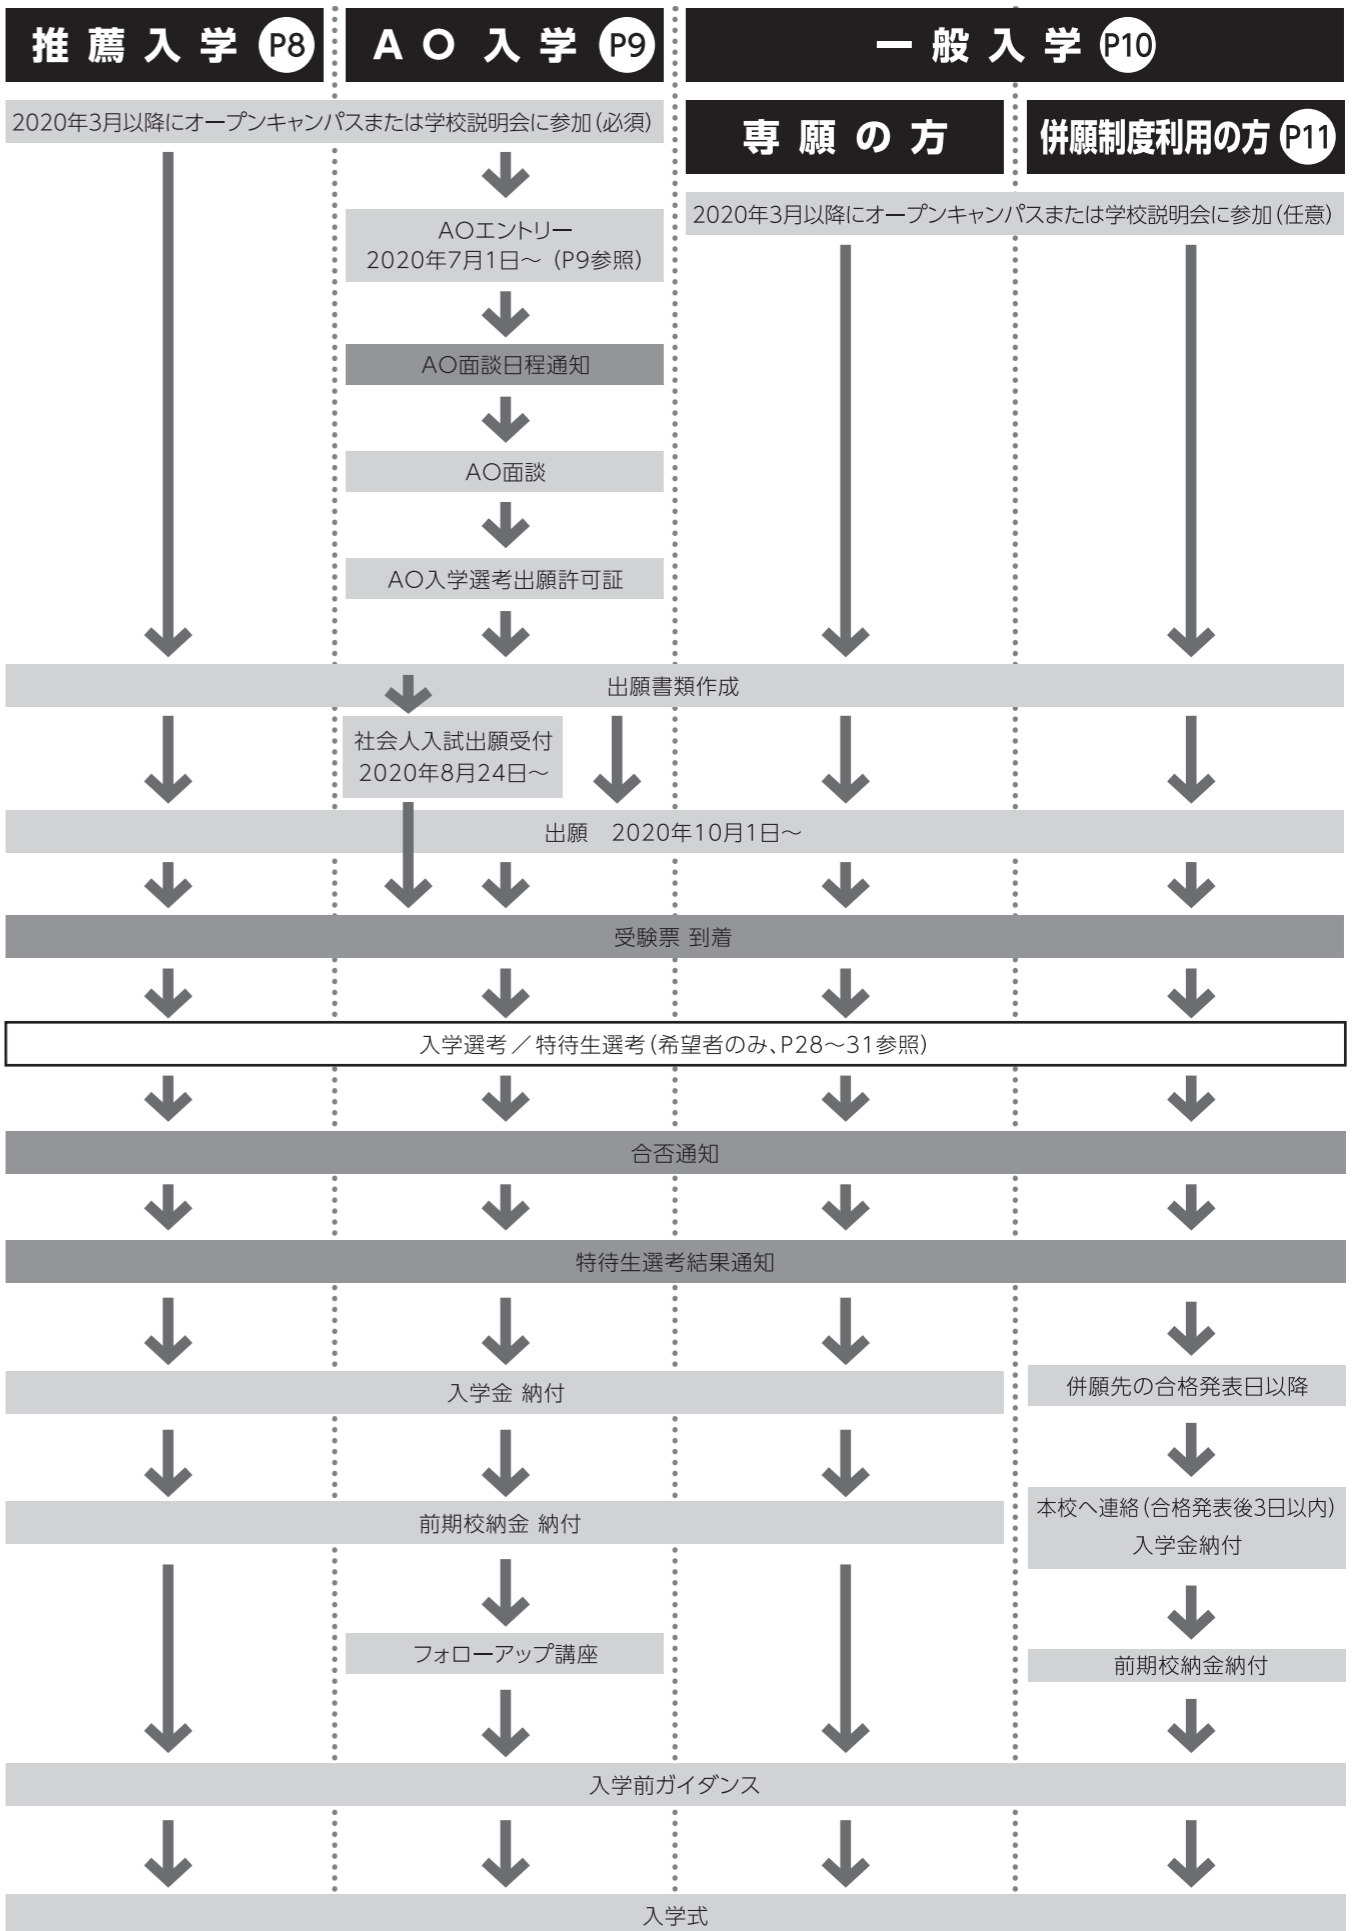 推薦入学 P8
AO入学 P9
一般入学 P10
2020年3月以降にオープンキャンパスまたは学校説明会に参加(必須)
専願の方
併願制度利用の方 P11
2020年3月以降にオープンキャンパスまたは学校説明会に参加(任意)
AOエントリー
2020年7月1日～ (P9参照)
AO面談日程通知
AO面談
AO入学選考出願許可証
出願書類作成
社会人入試出願受付
2020年8月24日～
出願 2020年10月1日～
受験票 到着
入学選考／特待生選考(希望者のみ、P28～31参照)
合否通知
特待生選考結果通知
入学金 納付
併願先の合格発表日以降
前期校納金 納付
本校へ連絡(合格発表後3日以内)
入学金納付
フォローアップ講座
前期校納金納付
入学前ガイダンス
入学式